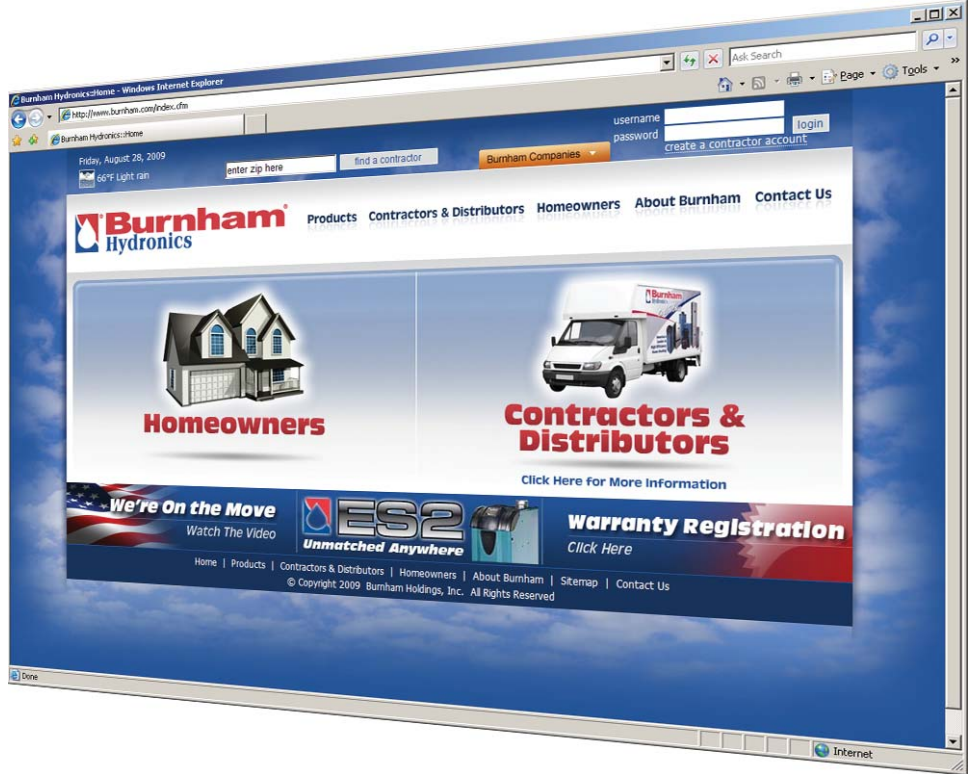 Burnham Hydronics::Home - Windows Internet Explorer
http://www.burnham.com/index.cfm
Ask Search
Burnham Hydronics::Home
Page
Tools
Friday, August 28, 2009
66°F Light rain
enter zip here
find a contractor
Burnham Companies
username
password
login
create a contractor account
Burnham
Hydronics
Products Contractors & Distributors Homeowners About Burnham Contact Us
Homeowners
Burnham
Contractors &
Distributors
Click Here for More Information
We're On the Move
Watch The Video
ES2
Unmatched Anywhere
Warranty Registration
Click Here
Home | Products | Contractors & Distributors | Homeowners | About Burnham | Sitemap | Contact Us
© Copyright 2009 Burnham Holdings, Inc. All Rights Reserved
Done
Internet